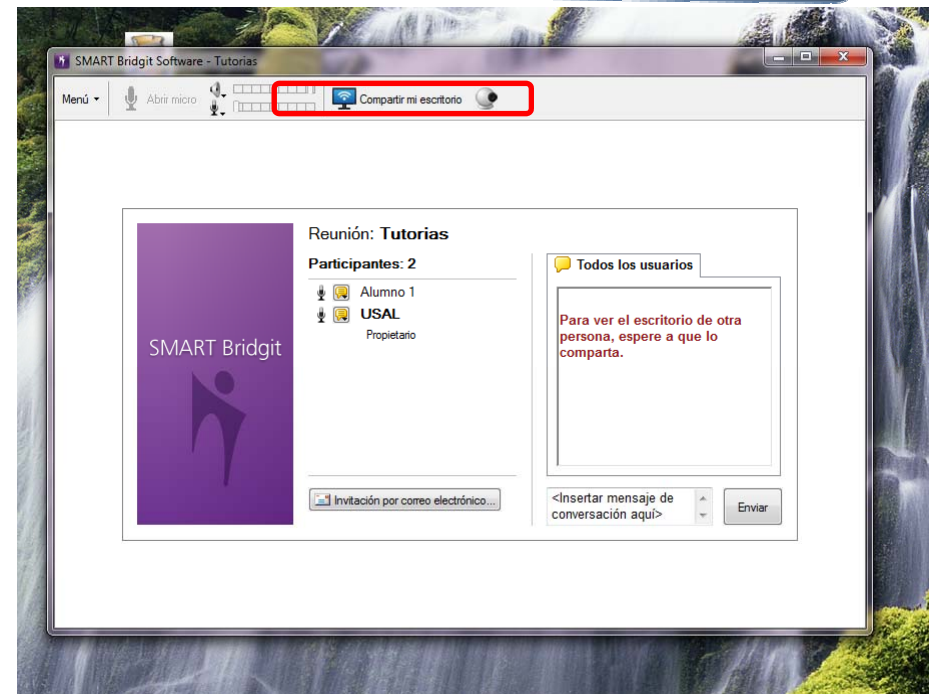 SMART Bridgit Software - Tutorias
Menú
Abrir micro
Compartir mi escritorio
SMART Bridgit
Reunión: Tutorias
Participantes: 2
Alumno 1
USAL
Propietario
Invitación por correo electrónico...
Todos los usuarios
Para ver el escritorio de otra
persona, espere a que lo
comparta.
<Insertar mensaje de
conversación aquí>
Enviar